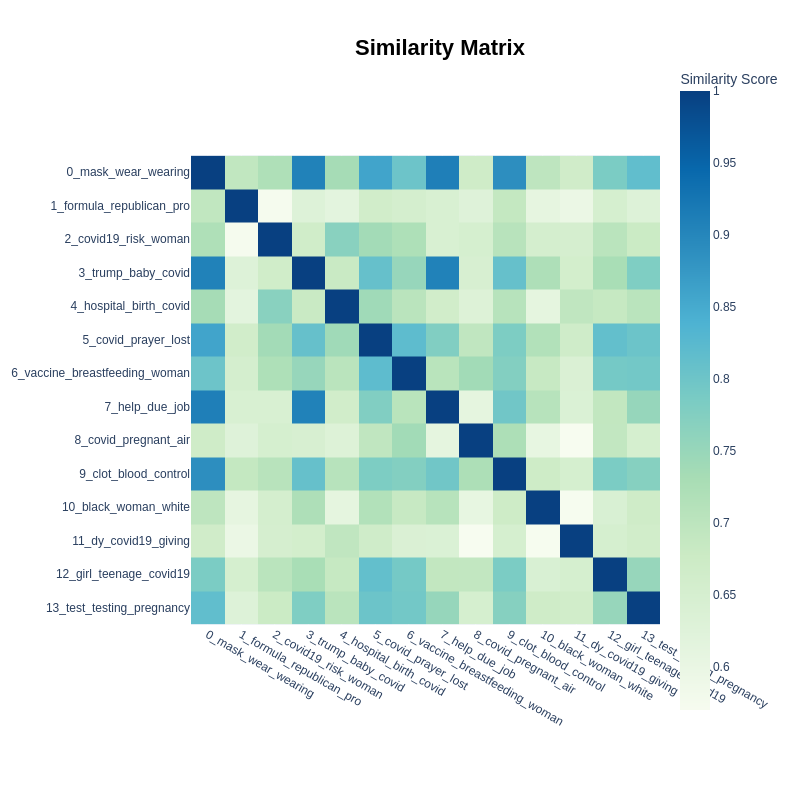 Similarity Matrix
Similarity Score
1
0.95
0.9
0.85
0.8
0.75
0.7
0.65
0.6
0_mask_wear_wearing
1_formula_republican_pro
2_covid19_risk_woman
3_trump_baby_covid
4_hospital_birth_covid
5_covid_prayer_lost
6_vaccine_breastfeeding_woman
7_help_due_job
8_covid_pregnant_air
9_clot_blood_control
10_black_woman_white
11_dy_covid19_giving
12_girl_teenage_covid19
13_test_testing_pregnancy
0_mask_wear_wearing
1_formula_republican_pro
2_covid19_risk_woman
3_trump_baby_covid
4_hospital_birth_covid
5_covid_prayer_lost
6_vaccine_breastfeeding_woman
7_help_due_job
8_covid_pregnant_air
9_clot_blood_control
10_black_woman_white
11_dy_covid19_giving
12_girl_teenage_covid19
13_test_testing_pregnancy